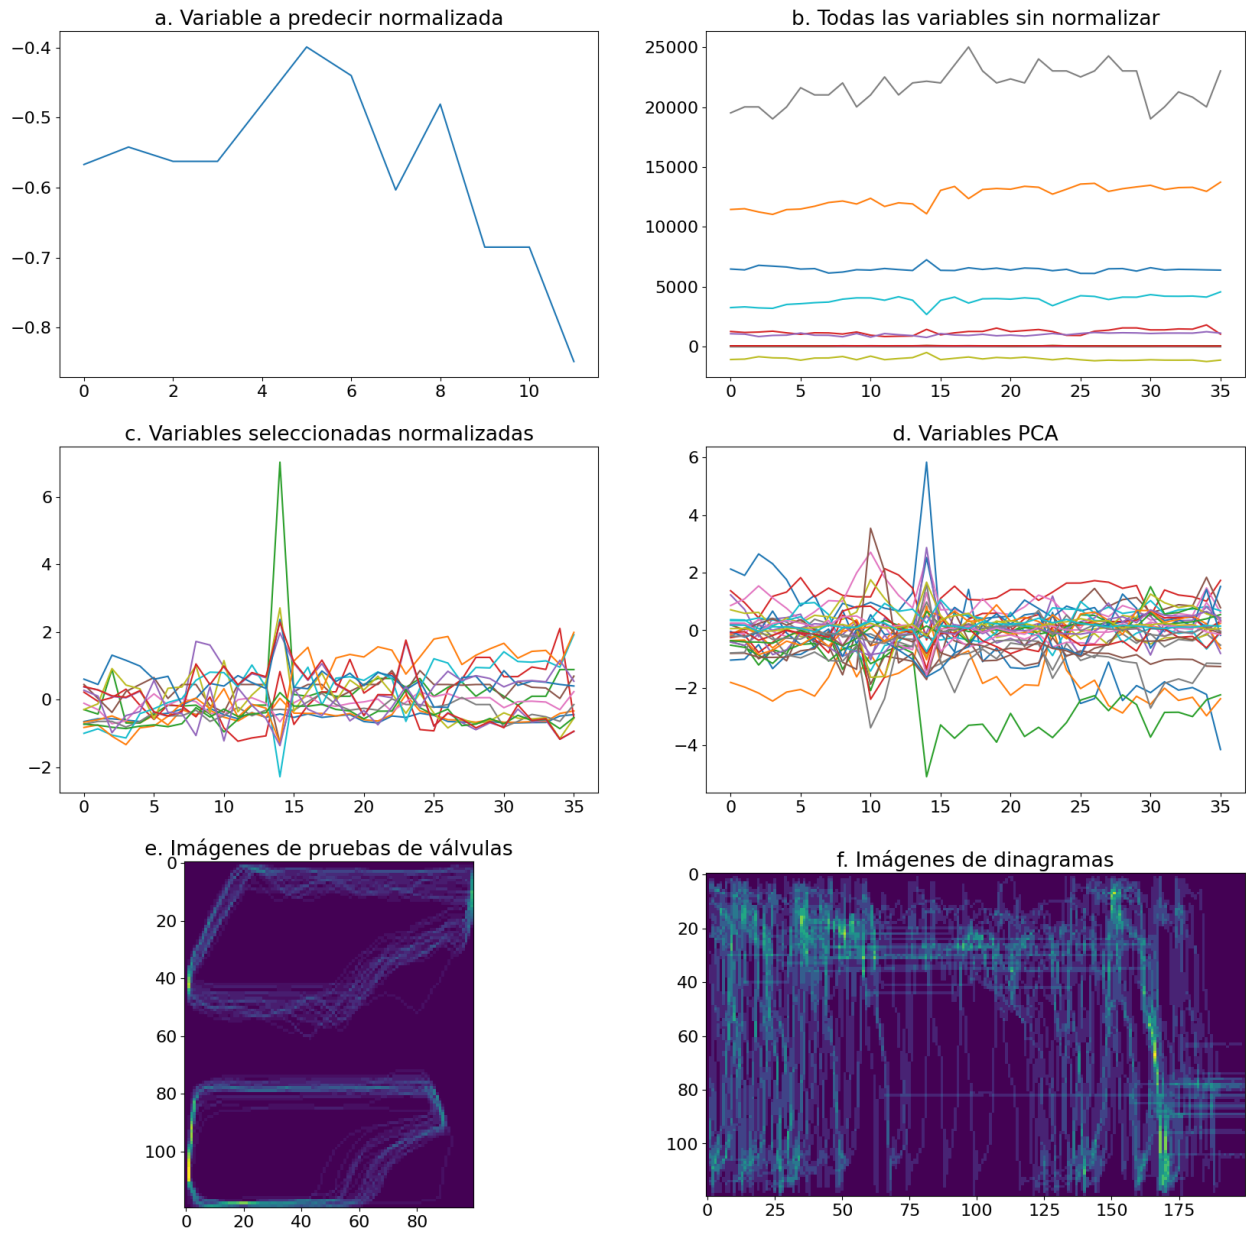 a. Variable a predecir normalizada
−0.4
−0.5
−0.6
−0.7
−0.8
0 2 4 6 8 10
b. Todas las variables sin normalizar
25000
20000
15000
10000
5000
0
0 5 10 15 20 25 30 35
c. Variables seleccionadas normalizadas
6
4
2
0
−2
0 5 10 15 20 25 30 35
d. Variables PCA
6
4
2
0
−2
−4
0 5 10 15 20 25 30 35
e. Imágenes de pruebas de válvulas
0
20
40
60
80
100
0 20 40 60 80
f. Imágenes de dinagramas
0
20
40
60
80
100
0 25 50 75 100 125 150 175